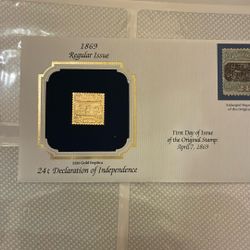 1869
Regular Issue
22kt Gold Replica
24¢ Declaration of Independence
First Day of Issue
of the Original Stamp:
April 7, 1869